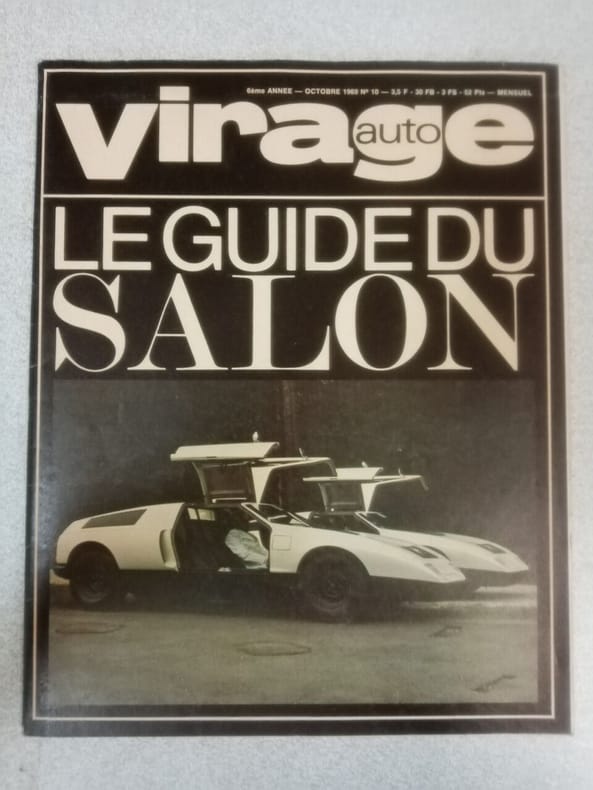 6ème ANNEE — OCTOBRE 1969 Nº 10 — 3,5 F - 30 FB - 3 FS - 52 Pts — MENSUEL
virage
auto
LE GUIDE DU
SALON